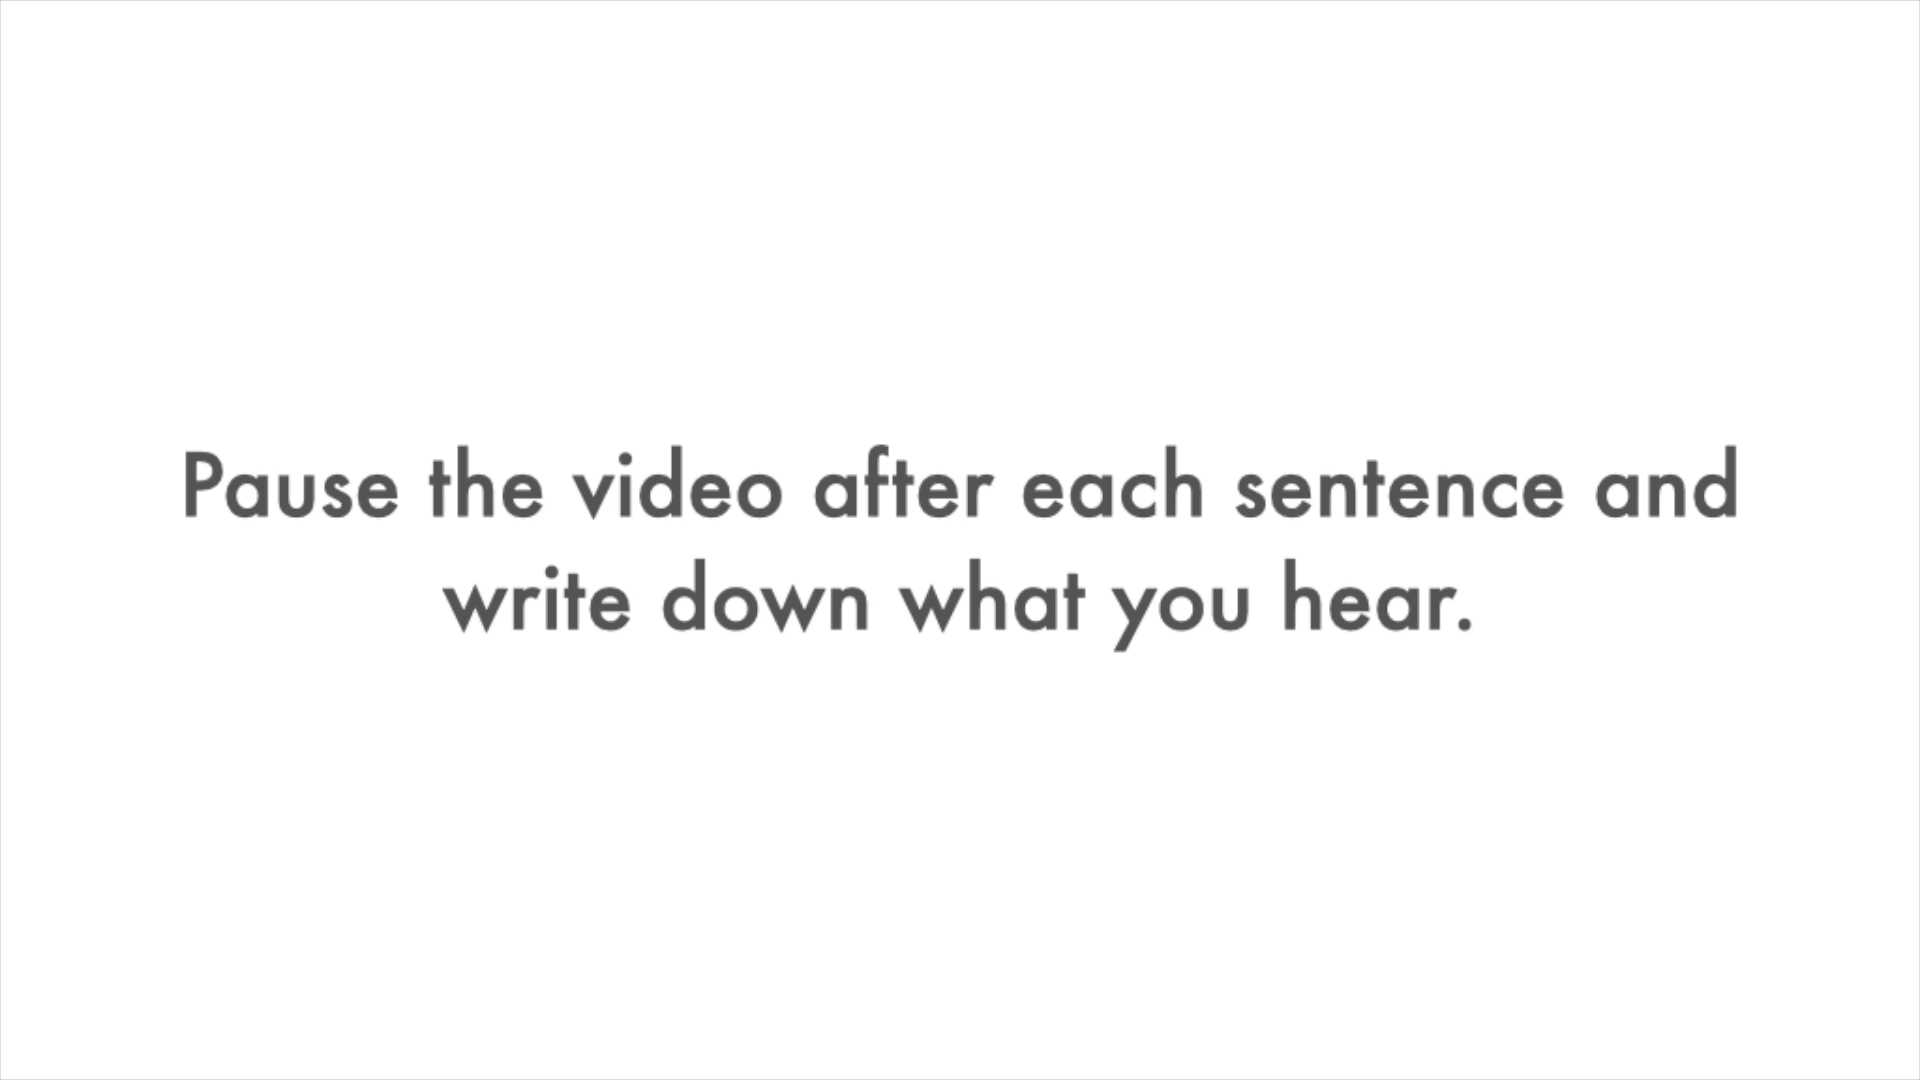 Pause the video after each sentence and
write down what you hear.